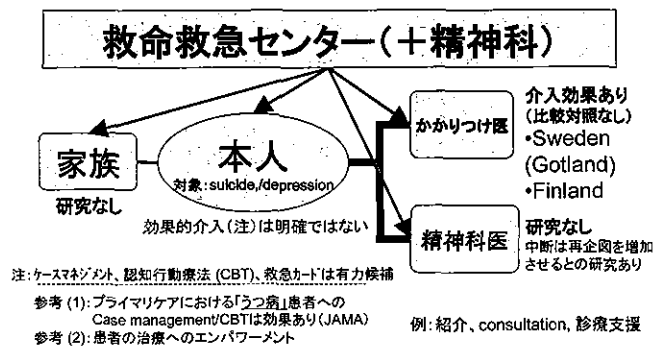 救命救急センター（＋精神科）
家族
研究なし
本人
対象：suicide,/depression
効果的介入（注）は明確ではない
かかりつけ医
介入効果あり
（比較対照なし）
•Sweden
(Gotland)
•Finland
精神科医
研究なし
中断は再企図を増加
させるとの研究あり
注：ケースマネジメント、認知行動療法 (CBT)、救急カードは有力候補
参考 (1)：プライマリケアにおける「うつ病」患者への
Case management/CBTは効果あり（JAMA）
参考 (2)：患者の治療へのエンパワーメント
例：紹介、consultation, 診療支援